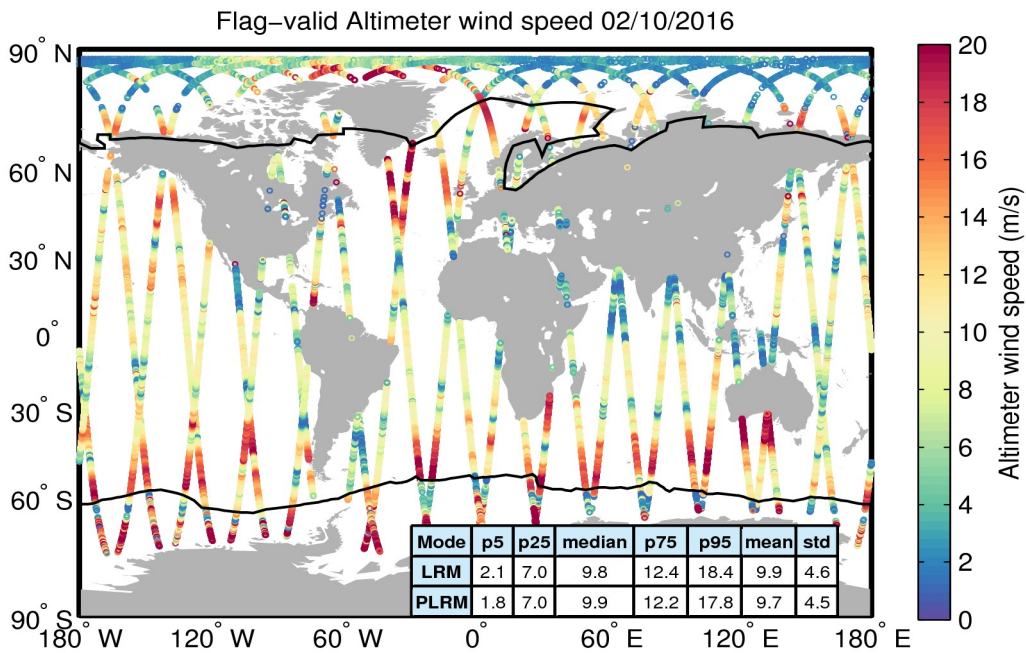 Flag−valid Altimeter wind speed 02/10/2016
90° N
60° N
30° N
0°
30° S
60° S
90° S
180° W
120° W
60° W
0°
60° E
120° E
180° E
Mode p5 p25 median p75 p95 mean std
LRM 2.1 7.0 9.8 12.4 18.4 9.9 4.6
PLRM 1.8 7.0 9.9 12.2 17.8 9.7 4.5
20
18
16
14
12
10
8
6
4
2
0
Altimeter wind speed (m/s)